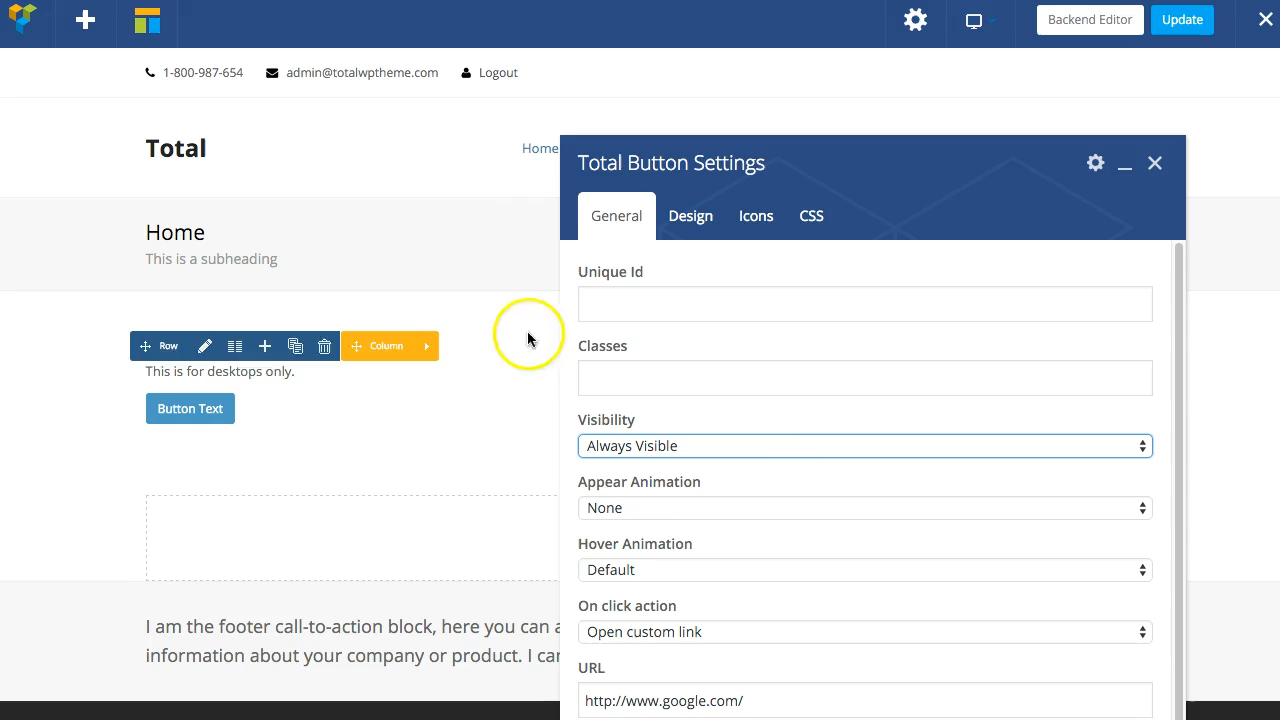 Backend Editor
Update
1-800-987-654
admin@totalwptheme.com
Logout
Total
Home
Home
This is a subheading
Row
Column
This is for desktops only.
Button Text
I am the footer call-to-action block, here you can
information about your company or product. I
Total Button Settings
General
Design
Icons
CSS
Unique Id
Classes
Visibility
Always Visible
Appear Animation
None
Hover Animation
Default
On click action
Open custom link
URL
http://www.google.com/